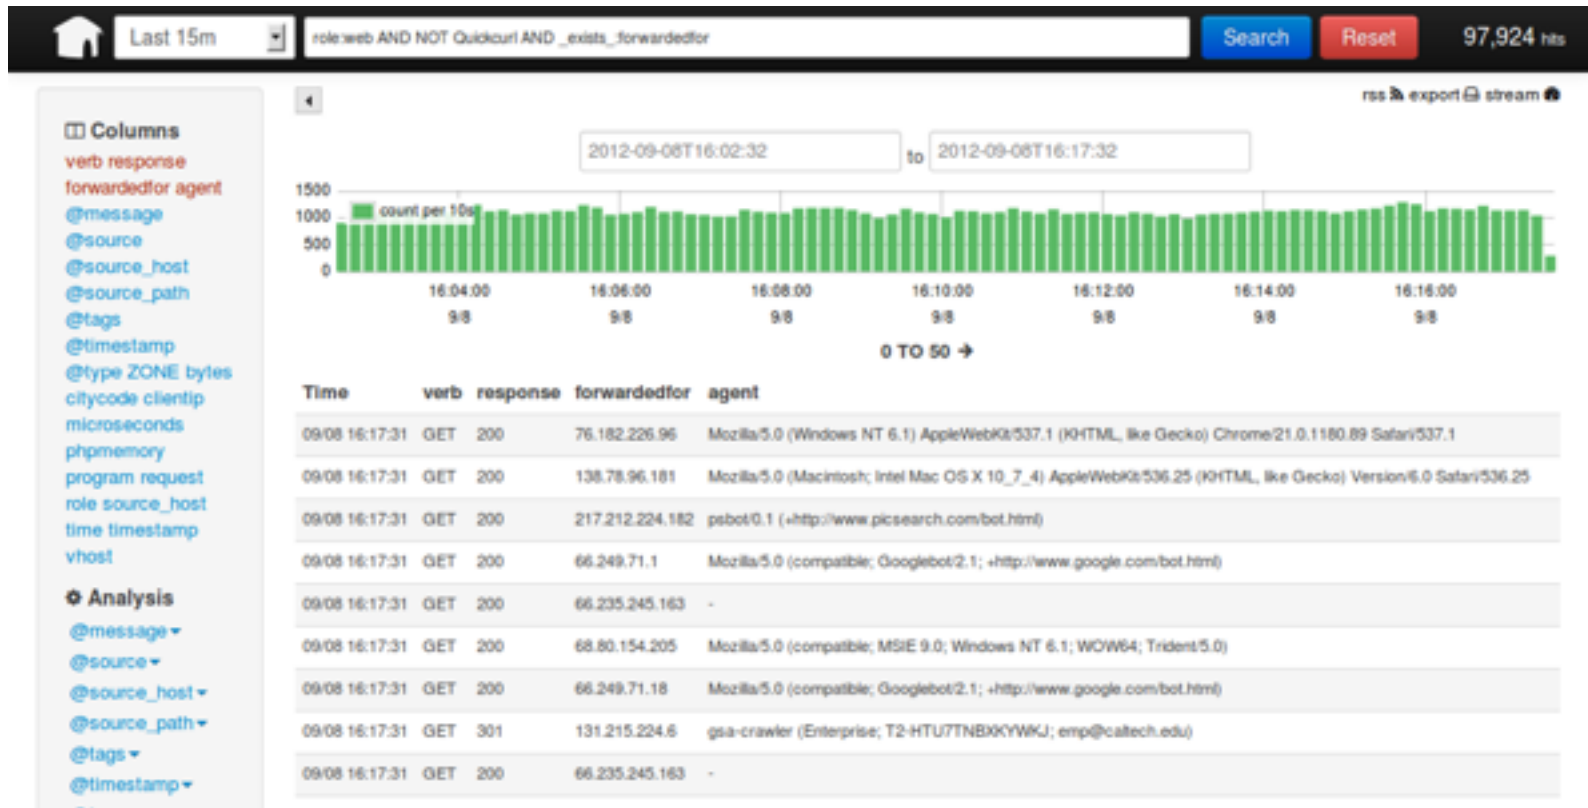 Last 15m
role:web AND NOT Quickcurl AND _exists_:forwardedfor
Search
Reset
97,924 hits
rss export stream
Columns
verb response
forwardedfor agent
@message
@source
@source_host
@source_path
@tags
@timestamp
@type ZONE bytes
citycode clientip
microseconds
phpmemory
program request
role source_host
time timestamp
vhost
Analysis
@message
@source
@source_host
@source_path
@tags
@timestamp
2012-09-08T16:02:32 to 2012-09-08T16:17:32
1500
1000
500
0
count per 10s
16:04:00 16:06:00 16:08:00 16:10:00 16:12:00 16:14:00 16:16:00
9/8 9/8 9/8 9/8 9/8 9/8 9/8
0 TO 50
Time verb response forwardedfor agent
09/08 16:17:31 GET 200 76.182.226.96 Mozilla/5.0 (Windows NT 6.1) AppleWebKit/537.1 (KHTML, like Gecko) Chrome/21.0.1180.89 Safari/537.1
09/08 16:17:31 GET 200 138.78.96.181 Mozilla/5.0 (Macintosh; Intel Mac OS X 10_7_4) AppleWebKit/536.25 (KHTML, like Gecko) Version/6.0 Safari/536.25
09/08 16:17:31 GET 200 217.212.224.182 psbot/0.1 (+http://www.picsearch.com/bot.html)
09/08 16:17:31 GET 200 66.249.71.1 Mozilla/5.0 (compatible; Googlebot/2.1; +http://www.google.com/bot.html)
09/08 16:17:31 GET 200 66.235.245.163 -
09/08 16:17:31 GET 200 68.80.154.205 Mozilla/5.0 (compatible; MSIE 9.0; Windows NT 6.1; WOW64; Trident/5.0)
09/08 16:17:31 GET 200 66.249.71.18 Mozilla/5.0 (compatible; Googlebot/2.1; +http://www.google.com/bot.html)
09/08 16:17:31 GET 301 131.215.224.6 gsa-crawler (Enterprise; T2-HTU7TNBXKYWKJ; emp@caltech.edu)
09/08 16:17:31 GET 200 66.235.245.163 -